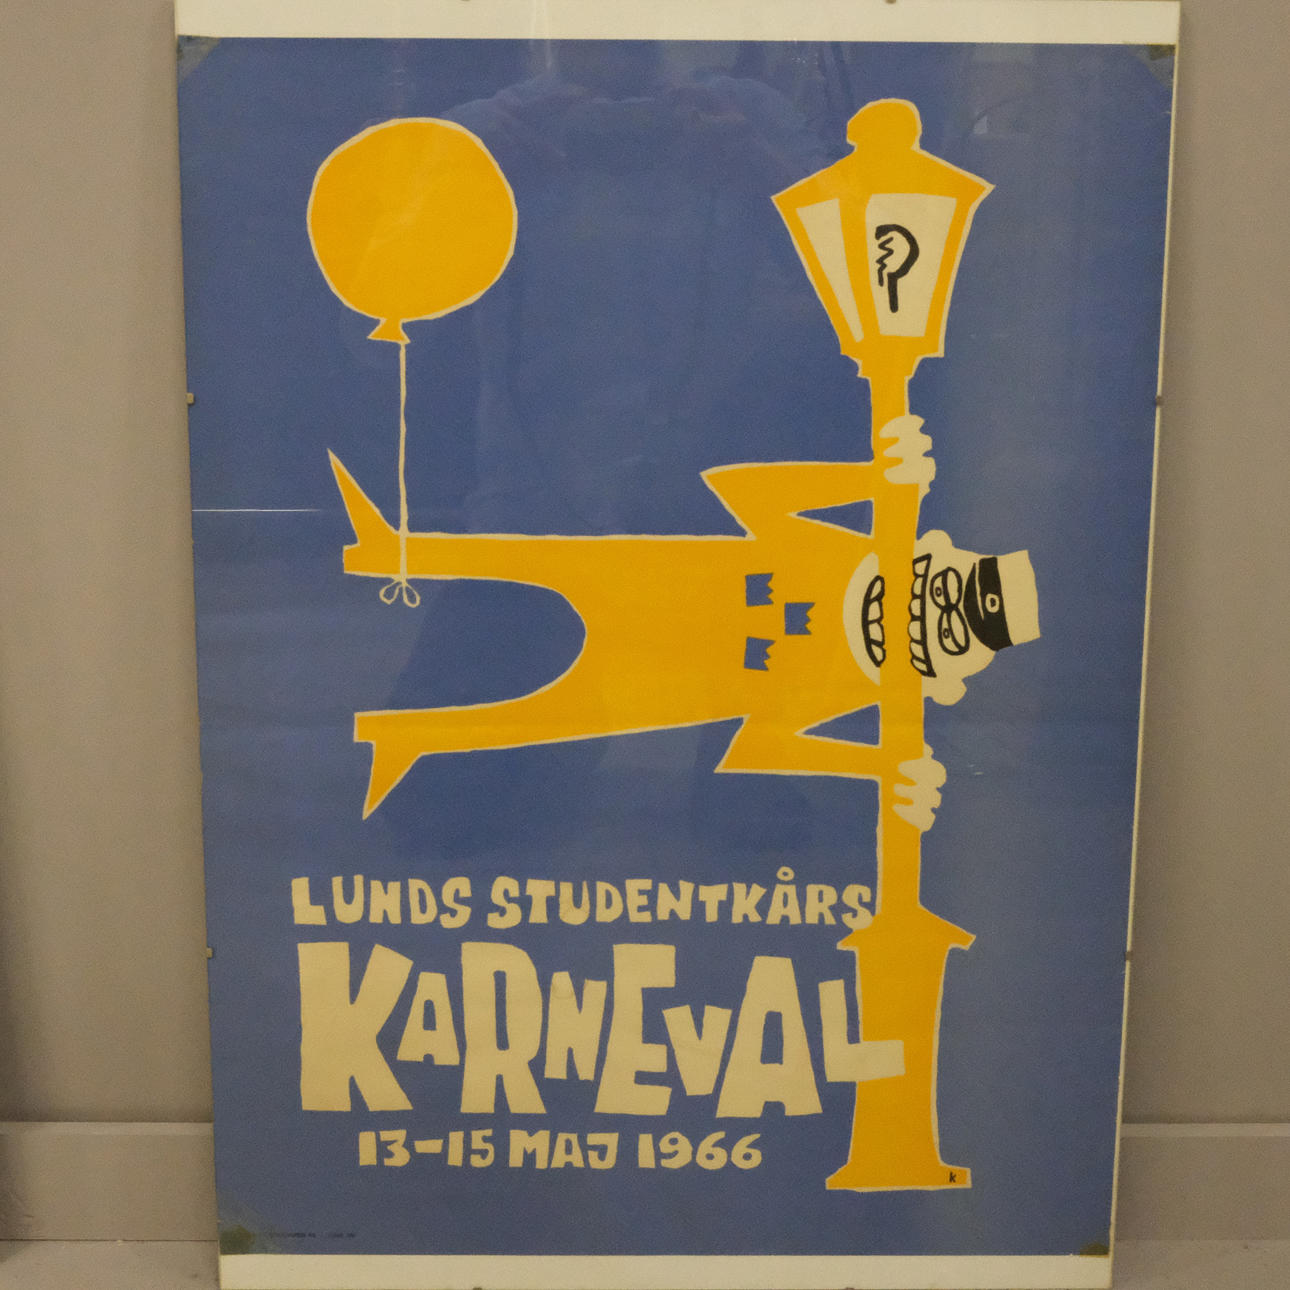 LUNDS STUDENTKÅRS
KARNEVAL
13-15 MAJ 1966
K